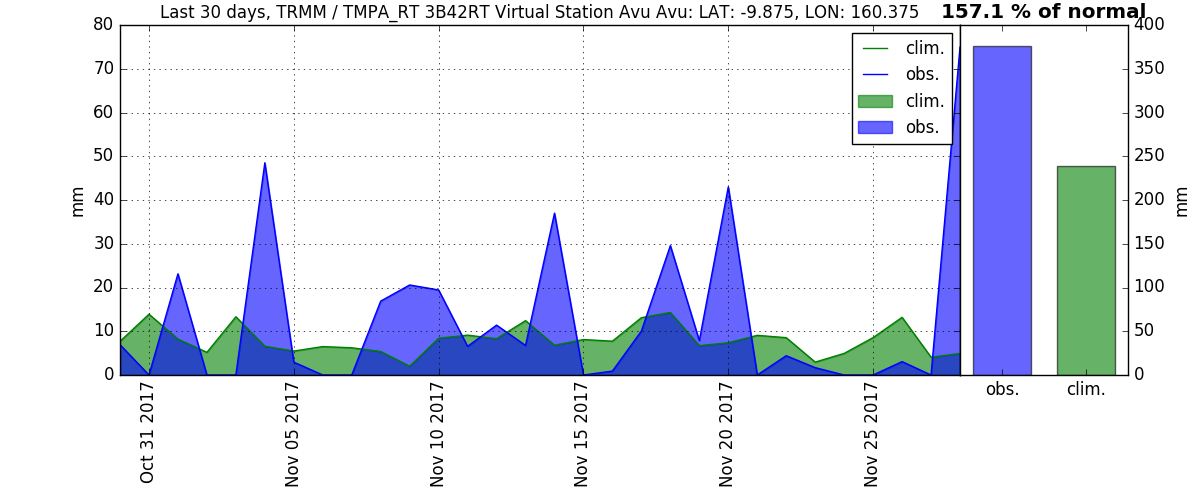 Last 30 days, TRMM / TMPA_RT 3B42RT Virtual Station Avu Avu: LAT: -9.875, LON: 160.375
157.1 % of normal
80
70
60
50
40
30
20
10
0
mm
clim.
obs.
clim.
obs.
Oct 31 2017
Nov 05 2017
Nov 10 2017
Nov 15 2017
Nov 20 2017
Nov 25 2017
400
350
300
250
200
150
100
50
0
mm
obs.
clim.